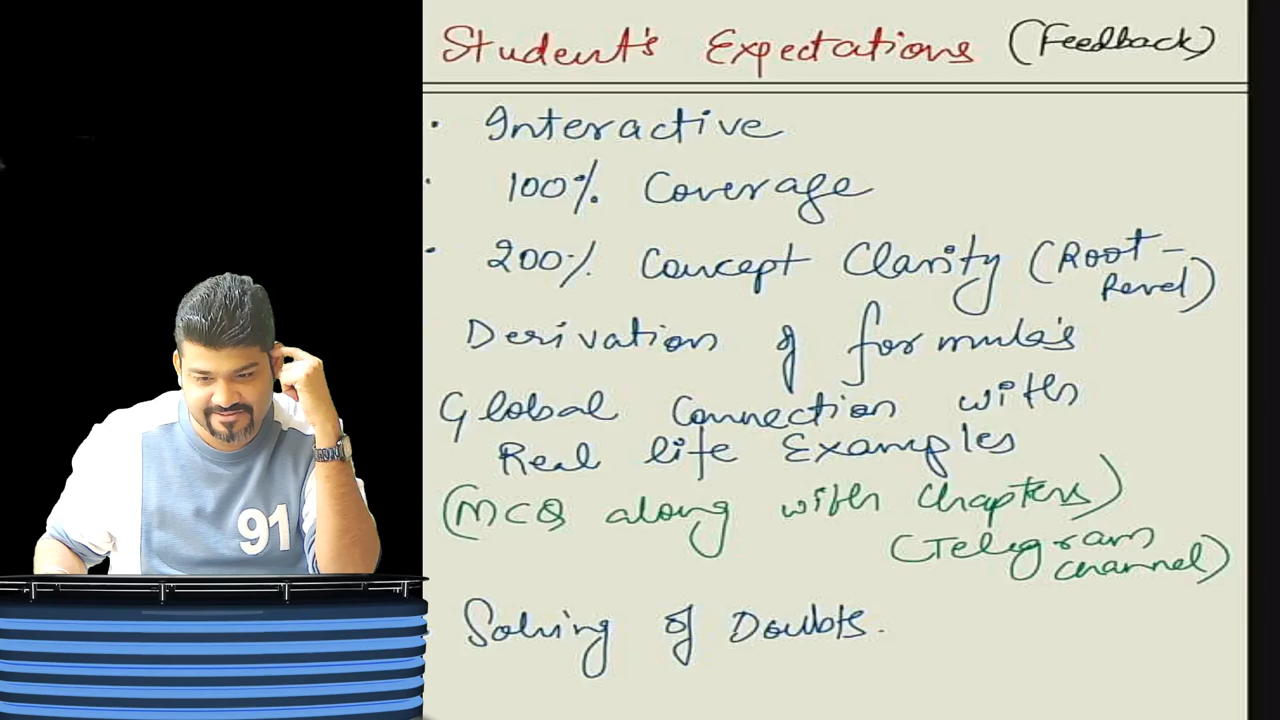 Student's Expectations (Feedback)
• Interactive
• 100% Coverage
• 200% Concept Clarity (Root-
Level)
Derivation of formula's
Global Connection with
Real life Examples
(MCQ along with Chapters)
(Telegram
channel)
• Solving of Doubts.
91